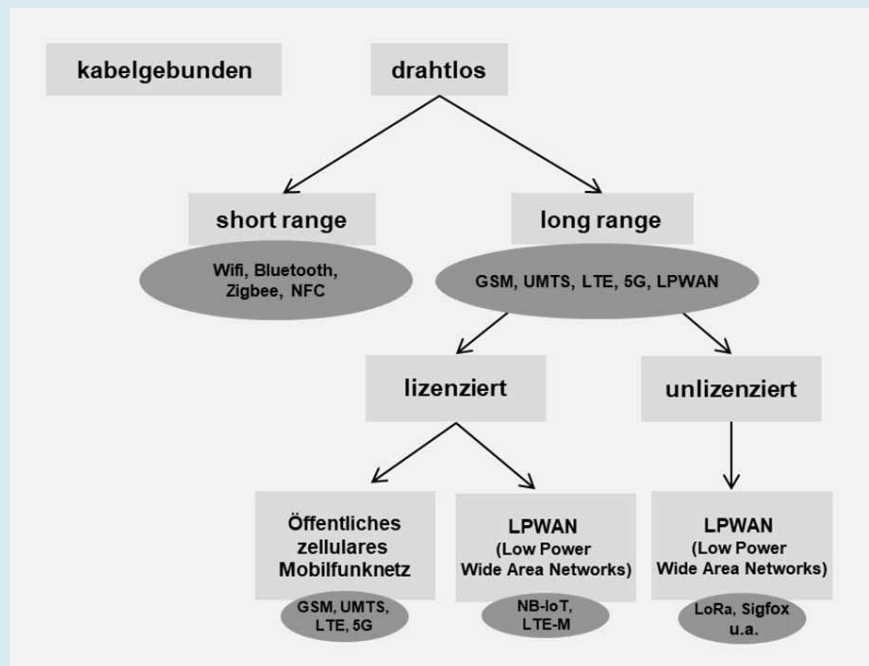 kabelgebunden
drahtlos
short range
long range
Wifi, Bluetooth,
Zigbee, NFC
GSM, UMTS, LTE, 5G, LPWAN
lizenziert
unlizenziert
Öffentliches
zellulares
Mobilfunknetz
GSM, UMTS,
LTE, 5G
LPWAN
(Low Power
Wide Area Networks)
NB-IoT,
LTE-M
LPWAN
(Low Power
Wide Area Networks)
LoRa, Sigfox
u.a.